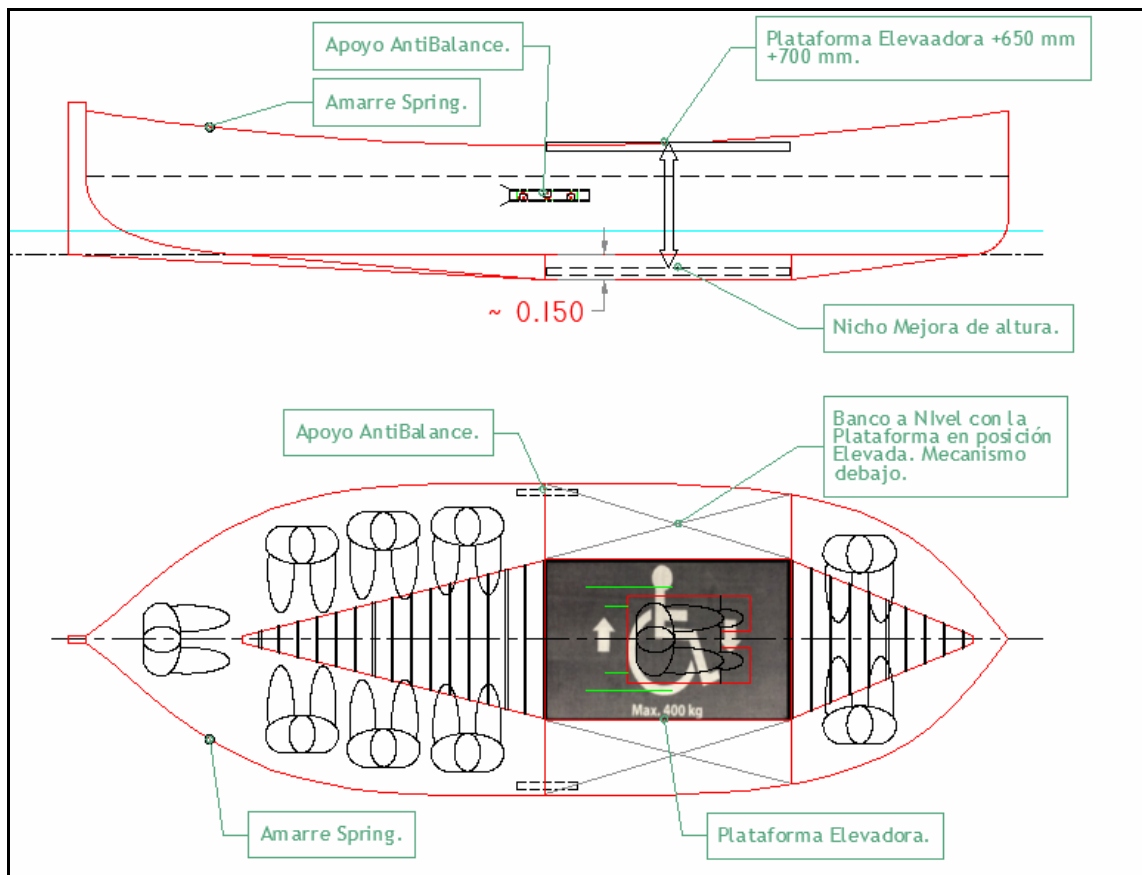 Apoyo AntiBalance.
Plataforma Elevaadora +650 mm
+700 mm.
Amarre Spring.
~ 0.150
Nicho Mejora de altura.
Apoyo AntiBalance.
Banco a NIvel con la
Plataforma en posición
Elevada. Mecanismo
debajo.
Max. 400 kg
Amarre Spring.
Plataforma Elevadora.